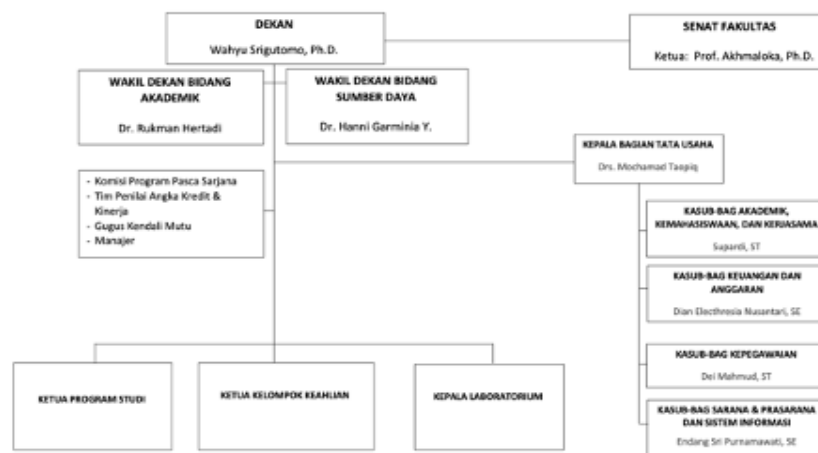 DEKAN
Wahyu Srigutomo, Ph.D.
SENAT FAKULTAS
Ketua: Prof. Akhmaloka, Ph.D.
WAKIL DEKAN BIDANG
AKADEMIK
Dr. Rukman Hertadi
WAKIL DEKAN BIDANG
SUMBER DAYA
Dr. Hanni Garminia Y.
KEPALA BAGIAN TATA USAHA
Drs. Mochamad Taopiq
- Komisi Program Pasca Sarjana
- Tim Penilai Angka Kredit &
Kinerja
- Gugus Kendali Mutu
- Manajer
KASUB-BAG AKADEMIK,
KEMAHASISWAAN, DAN KERJASAMA
Supardi, ST
KASUB-BAG KEUANGAN DAN
ANGGARAN
Dian Electhresia Nusantari, SE
KASUB-BAG KEPEGAWAIAN
Dei Mahmud, ST
KASUB-BAG SARANA & PRASARANA
DAN SISTEM INFORMASI
Endang Sri Purnamawati, SE
KETUA PROGRAM STUDI
KETUA KELOMPOK KEAHLIAN
KEPALA LABORATORIUM